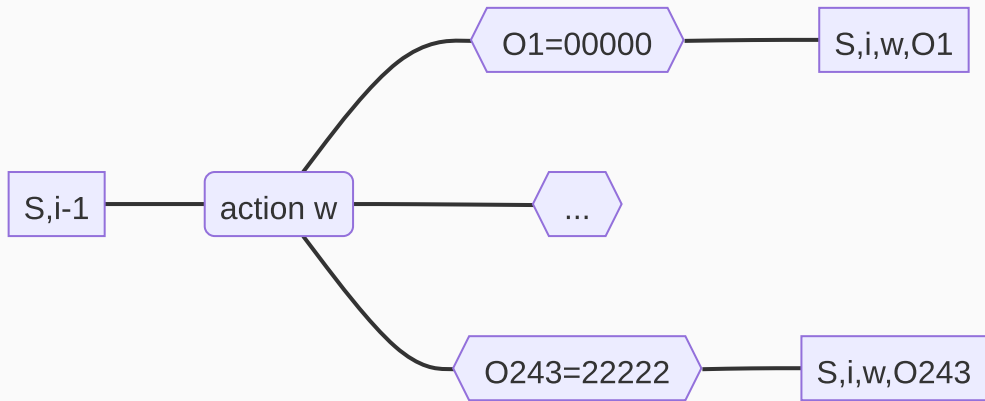 O1=00000
S,i,w,O1
S,i-1
action w
...
O243=22222
S,i,w,O243